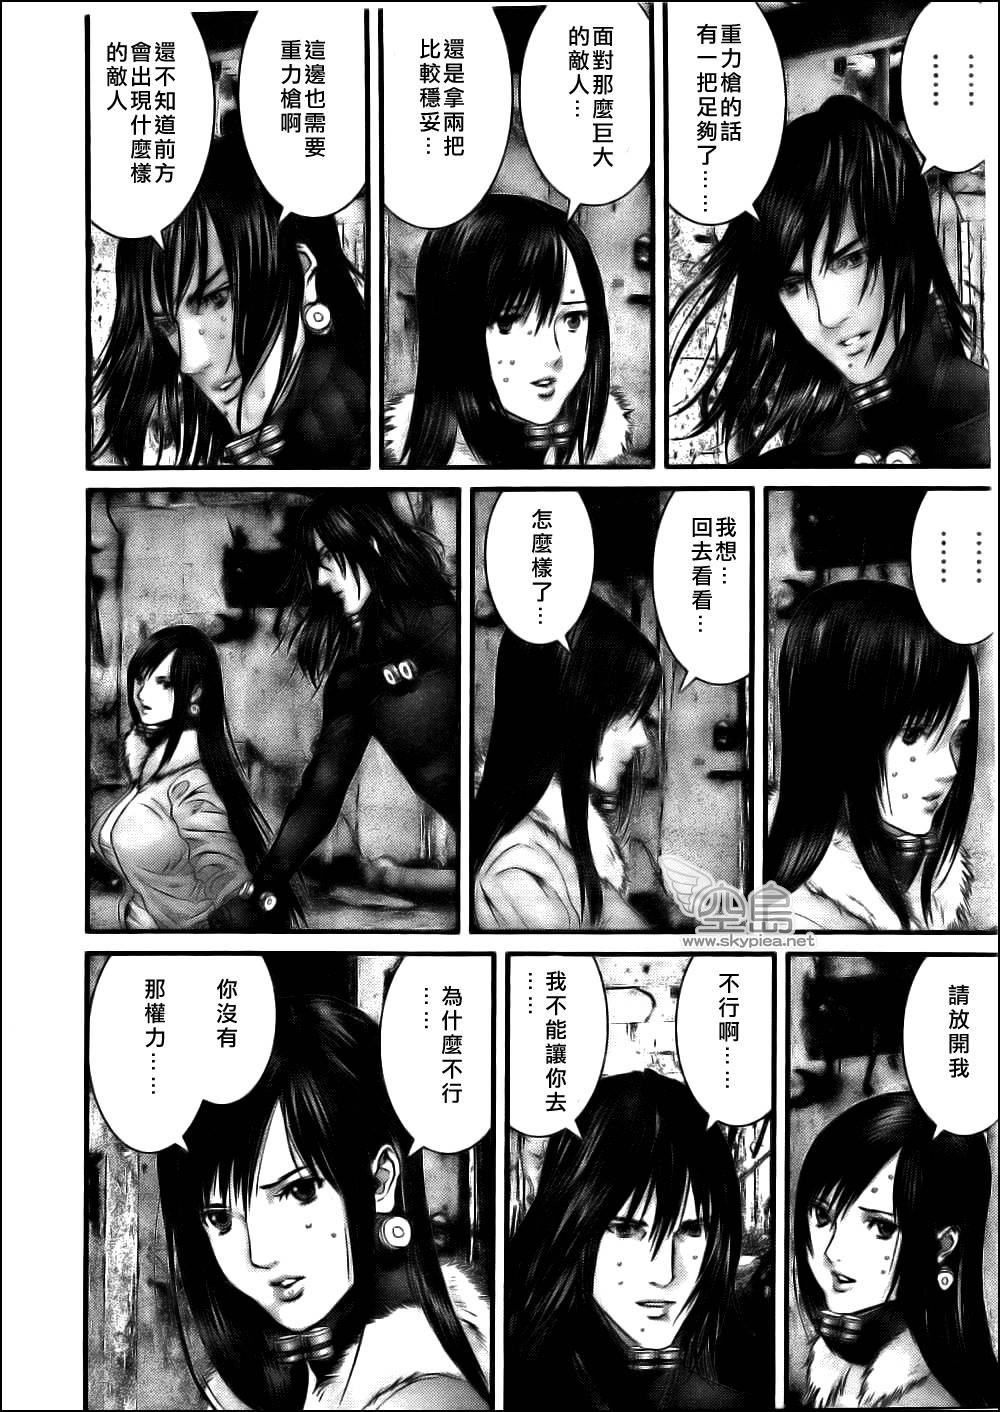 ⋯⋯⋯⋯
重力槍的話
有一把足夠了⋯⋯
面對那麼巨大
的敵人⋯
還是拿兩把
比較穩妥⋯
這邊也需要
重力槍啊
還不知道前方
會出現什麼樣
的敵人
⋯⋯⋯⋯
我想⋯
回去看看⋯
怎麼樣了⋯
請放開我
不行啊⋯⋯
我不能讓你去
⋯⋯
為什麼不行
⋯⋯
你沒有
那權力⋯⋯
空島
www.skypiea.net